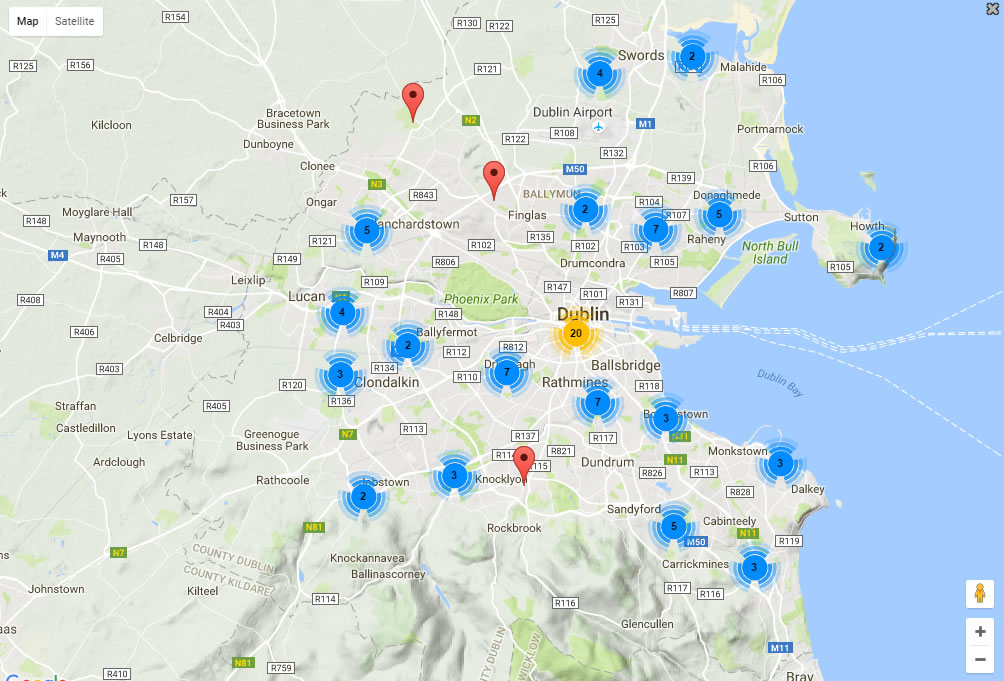 Map
Satellite
R154
R130
R122
R125
Swords
2
4
Malahide
R106
R125
R156
R121
Bracetown
Business Park
Kilcloon
N2
Dublin Airport
R108
M1
Portmarnock
Dunboyne
R122
R132
Clonee
M50
R106
N3
R139
R157
Ongar
R843
BALLYMUN
R104
Donaghmede
Moyglare Hall
R148
Finglas
2
R107
5
Sutton
Howth
5
anchardstown
7
Maynooth
R148
R121
R102
R135
R102
R103
Raheny
North Bull
Island
2
M4
R405
R149
R806
Drumcondra
R105
R105
Leixlip
R109
R147
R101
R807
R408
Lucan
Phoenix Park
R131
R404
4
R148
Dublin
R403
20
R406
Celbridge
Ballyfermot
2
R112
R812
R403
R134
7
Ballsbridge
3
Clondalkin
R110
Rathmines
R118
Dublin Bay
R120
R136
7
Straffan
R405
3
Castledillon
Lyons Estate
Greenogue
Business Park
N7
R113
R137
R117
N31
Ardclough
R821
N11
Monkstown
R115
Dundrum
R826
R113
3
Rathcoole
3
Knocklyon
R828
Dalkey
2
Sandyford
Cabinteely
N81
Rockbrook
5
N11
M50
R119
N7
COUNTY DUBLIN
COUNTY KILDARE
Knockannavea
Ballinascorney
Carrickmines
3
Johnstown
Kilteel
R117
R116
R114
R116
Glencullen
aas
M11
N81
R759
R410
Bray
WICKLOW
Google